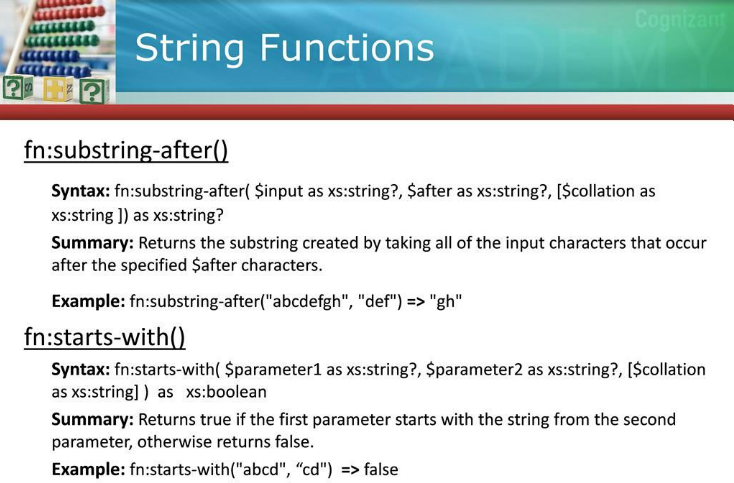 Cognizant
ACADEMY
String Functions
fn:substring-after()
Syntax: fn:substring-after( $input as xs:string?, $after as xs:string?, [$collation as
xs:string ]) as xs:string?
Summary: Returns the substring created by taking all of the input characters that occur
after the specified $after characters.
Example: fn:substring-after("abcdefgh", "def") => "gh"
fn:starts-with()
Syntax: fn:starts-with( $parameter1 as xs:string?, $parameter2 as xs:string?, [$collation
as xs:string] ) as xs:boolean
Summary: Returns true if the first parameter starts with the string from the second
parameter, otherwise returns false.
Example: fn:starts-with("abcd", “cd") => false